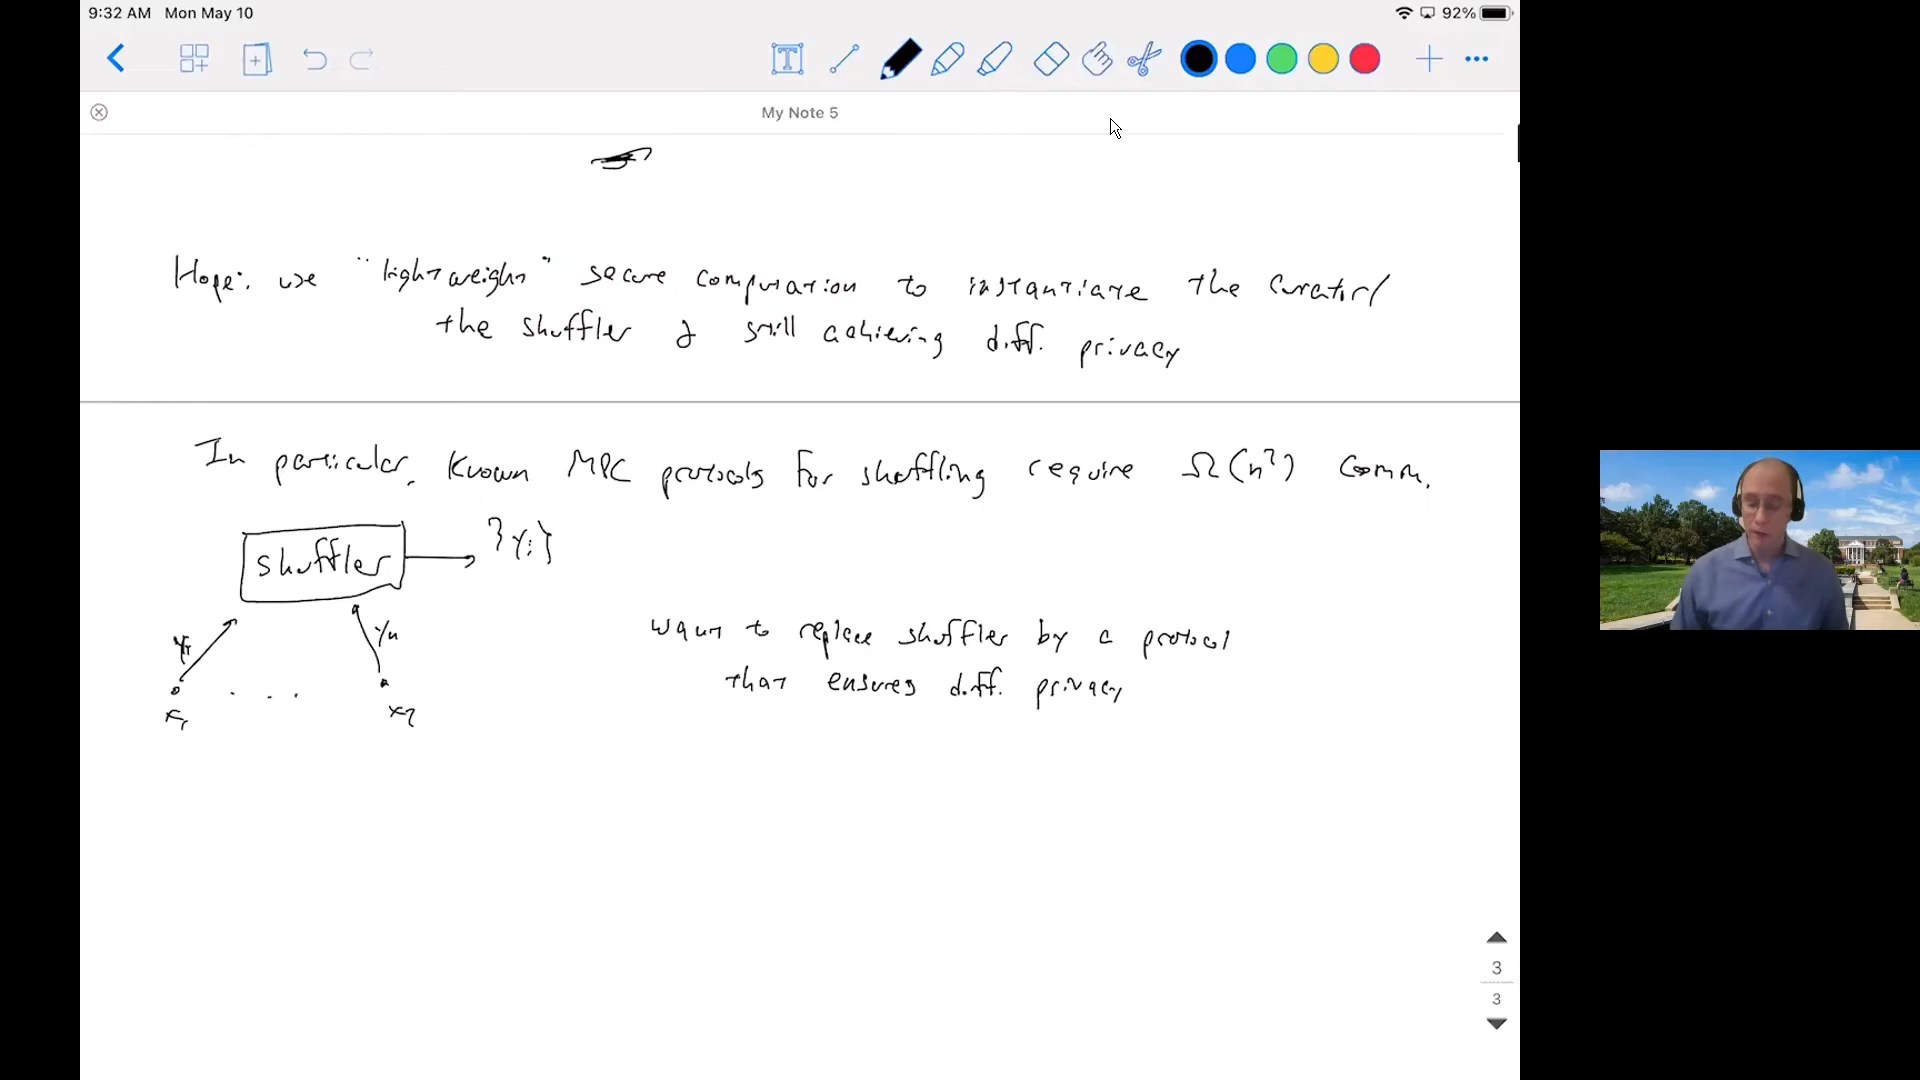 9:32 AM Mon May 10
92%
My Note 5
Hope: use "lightweight" secure computation to instantiate the curator/
the shuffler & still achieving diff. privacy
In particular, known MPC protocols for shuffling require Ω(n²) comm.
shuffler
{yi}
y1
yn
want to replace shuffler by a protocol
that ensures diff. privacy
x1 . . .
3
3